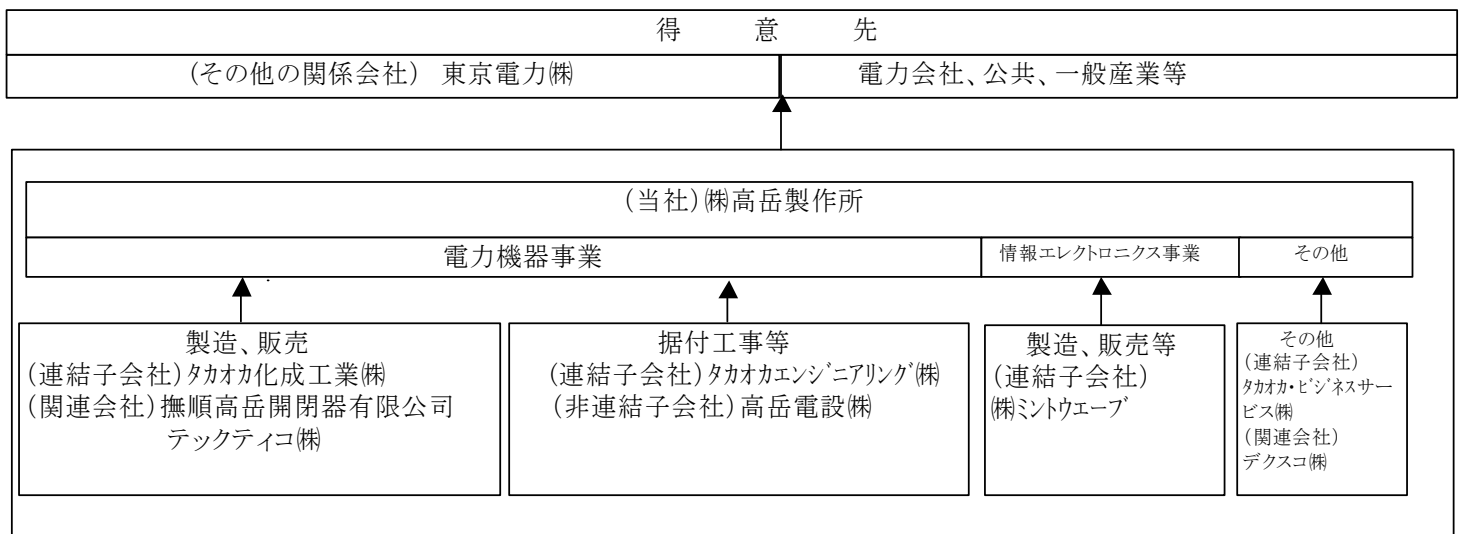 得 意 先
(その他の関係会社) 東京電力㈱
電力会社、公共、一般産業等
(当社)㈱高岳製作所
電力機器事業
情報エレクトロニクス事業
その他
製造、販売
(連結子会社)タカオカ化成工業㈱
(関連会社)撫順高岳開閉器有限公司
テックティコ㈱
据付工事等
(連結子会社)タカオカエンジニアリング㈱
(非連結子会社)高岳電設㈱
製造、販売等
(連結子会社)
㈱ミントウエーブ
その他
(連結子会社)
タカオカ・ビジネスサー
ビス㈱
(関連会社)
デクスコ㈱